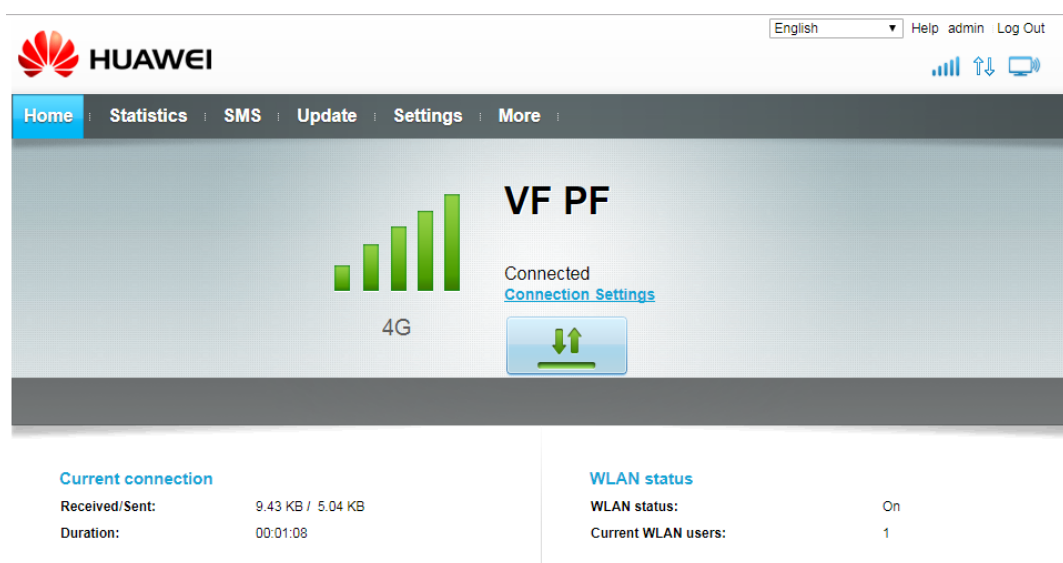 English Help admin Log Out
HUAWEI
Home Statistics SMS Update Settings More
VF PF
Connected
Connection Settings
4G
Current connection
Received/Sent: 9.43 KB / 5.04 KB
Duration: 00:01:08
WLAN status
WLAN status: On
Current WLAN users: 1